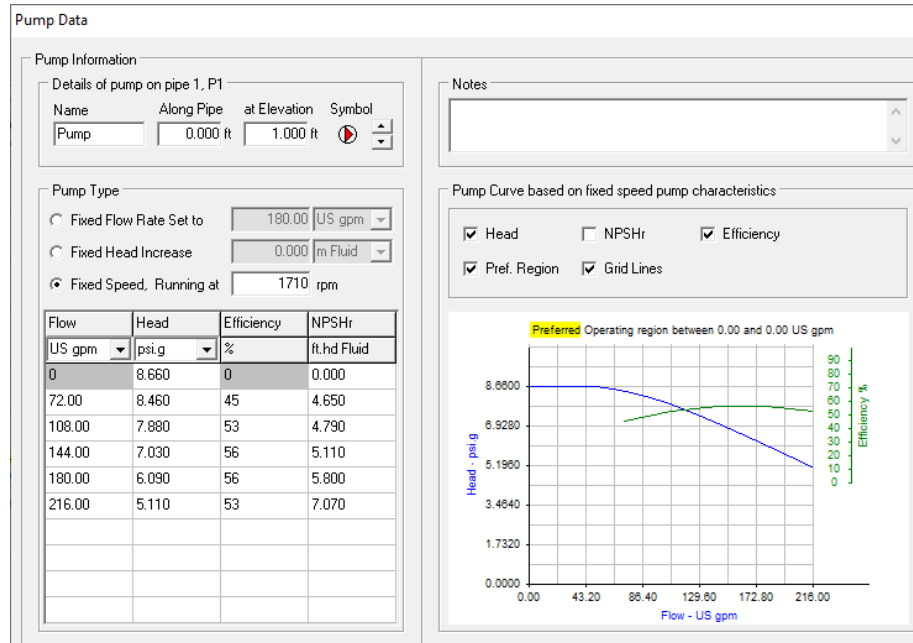 Pump Data
Pump Information
Details of pump on pipe 1, P1
Name Along Pipe at Elevation Symbol
Pump 0.000 ft 1.000 ft
Pump Type
Fixed Flow Rate Set to 180.00 US gpm
Fixed Head Increase 0.000 m Fluid
Fixed Speed, Running at 1710 rpm
Flow Head Efficiency NPSHr
US gpm psi.g % ft.hd Fluid
0 8.660 0 0.000
72.00 8.460 45 4.650
108.00 7.880 53 4.790
144.00 7.030 56 5.110
180.00 6.090 56 5.800
216.00 5.110 53 7.070
Notes
Pump Curve based on fixed speed pump characteristics
Head NPSHr Efficiency
Pref. Region Grid Lines
Preferred Operating region between 0.00 and 0.00 US gpm
Head - psi.g
8.6600
6.9280
5.1960
3.4640
1.7320
0.0000
0.00 43.20 86.40 129.60 172.80 216.00
Flow - US gpm
90
80
70
60
50
40
30
20
10
0
Efficiency %